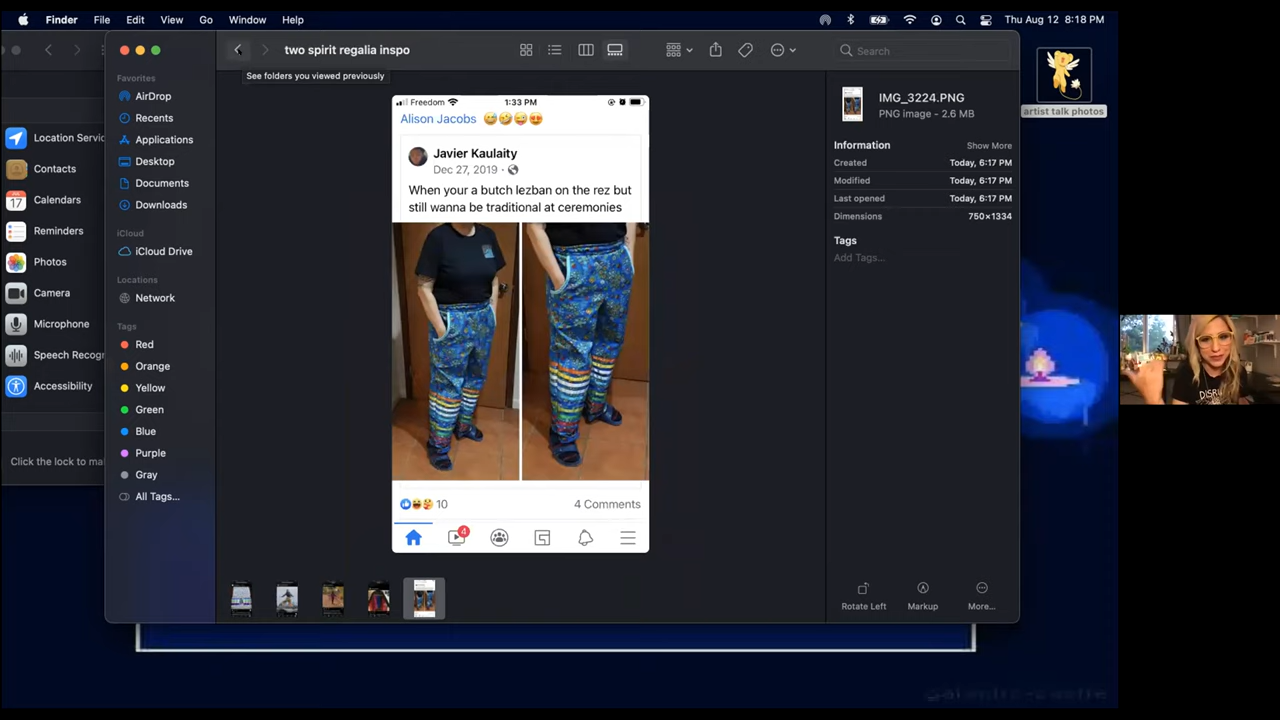 Finder File Edit View Go Window Help
Thu Aug 12 8:18 PM
two spirit regalia inspo
Search
See folders you viewed previously
Location Servic
Contacts
17
Calendars
Reminders
Photos
Camera
Microphone
Speech Recog
Accessibility
Click the lock to ma
Favorites
AirDrop
Recents
Applications
Desktop
Documents
Downloads
iCloud
iCloud Drive
Locations
Network
Tags
Red
Orange
Yellow
Green
Blue
Purple
Gray
All Tags...
Freedom 1:33 PM
Alison Jacobs
Javier Kaulaity
Dec 27, 2019 ·
When your a butch lezban on the rez but
still wanna be traditional at ceremonies
10 4 Comments
4
IMG_3224.PNG
PNG image - 2.6 MB
Information Show More
Created Today, 6:17 PM
Modified Today, 6:17 PM
Last opened Today, 6:17 PM
Dimensions 750×1334
Tags
Add Tags...
Rotate Left Markup More...
artist talk photos